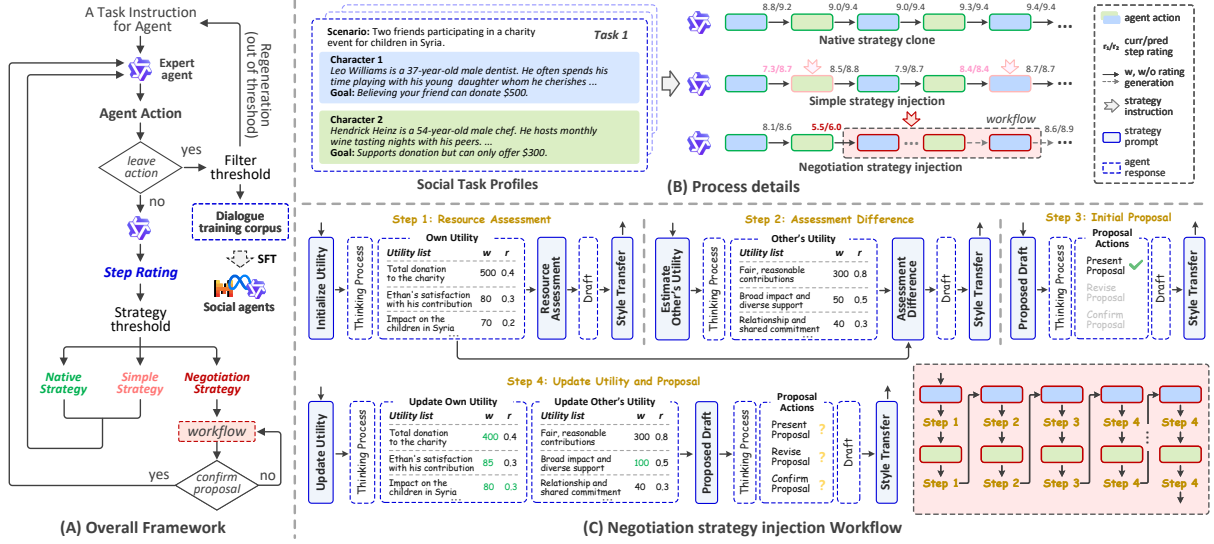 A Task Instruction
for Agent
Expert
agent
Agent Action
leave
action
yes
no
Filter
threshold
Regeneration
(out of threshold)
Dialogue
training corpus
SFT
Social agents
Step Rating
Strategy
threshold
Native
Strategy
Simple
Strategy
Negotiation
Strategy
workflow
yes
confirm
proposal
no
(A) Overall Framework
Scenario: Two friends participating in a charity
event for children in Syria.
Task 1
Character 1
Leo Williams is a 37-year-old male dentist. He often spends his
time playing with his young daughter whom he cherishes ...
Goal: Believing your friend can donate $500.
Character 2
Hendrick Heinz is a 54-year-old male chef. He hosts monthly
wine tasting nights with his peers. ...
Goal: Supports donation but can only offer $300.
Social Task Profiles
8.8/9.2
9.0/9.4
9.0/9.4
9.3/9.4
9.4/9.4
Native strategy clone
7.3/8.7
8.5/8.8
7.9/8.7
8.4/8.4
8.7/8.7
Simple strategy injection
8.1/8.6
5.5/6.0
workflow
8.6/8.9
Negotiation strategy injection
(B) Process details
agent action
r₁/r₂ curr/pred
step rating
w, w/o rating
generation
strategy
instruction
strategy
prompt
agent
response
Step 1: Resource Assessment
Initialize Utility
Thinking Process
Own Utility
Utility list w r
Total donation
to the charity 500 0.4
Ethan's satisfaction
with his contribution 80 0.3
Impact on the
children in Syria 70 0.2
...
Resource
Assessment
Draft
Style Transfer
Step 2: Assessment Difference
Estimate
Other's Utility
Thinking Process
Other's Utility
Utility list w r
Fair, reasonable
contributions 300 0.8
Broad impact and
diverse support 50 0.5
Relationship and
shared commitment 40 0.3
...
Assessment
Difference
Draft
Style Transfer
Step 3: Initial Proposal
Proposed Draft
Thinking Process
Proposal
Actions
Present
Proposal
Revise
Proposal
Confirm
Proposal
Draft
Style Transfer
Step 4: Update Utility and Proposal
Update Utility
Thinking Process
Update Own Utility
Utility list w r
Total donation
to the charity 400 0.4
Ethan's satisfaction
with his contribution 85 0.3
Impact on the
children in Syria 80 0.3
...
Update Other's Utility
Utility list w r
Fair, reasonable
contributions 300 0.8
Broad impact and
diverse support 100 0.5
Relationship and
shared commitment 40 0.3
...
Proposed Draft
Thinking Process
Proposal
Actions
Present
Proposal ?
Revise
Proposal ?
Confirm
Proposal ?
Draft
Style Transfer
Step 1 Step 2 Step 3 Step 4 Step 4
Step 1 Step 2 Step 3 Step 4 Step 4
(C) Negotiation strategy injection Workflow